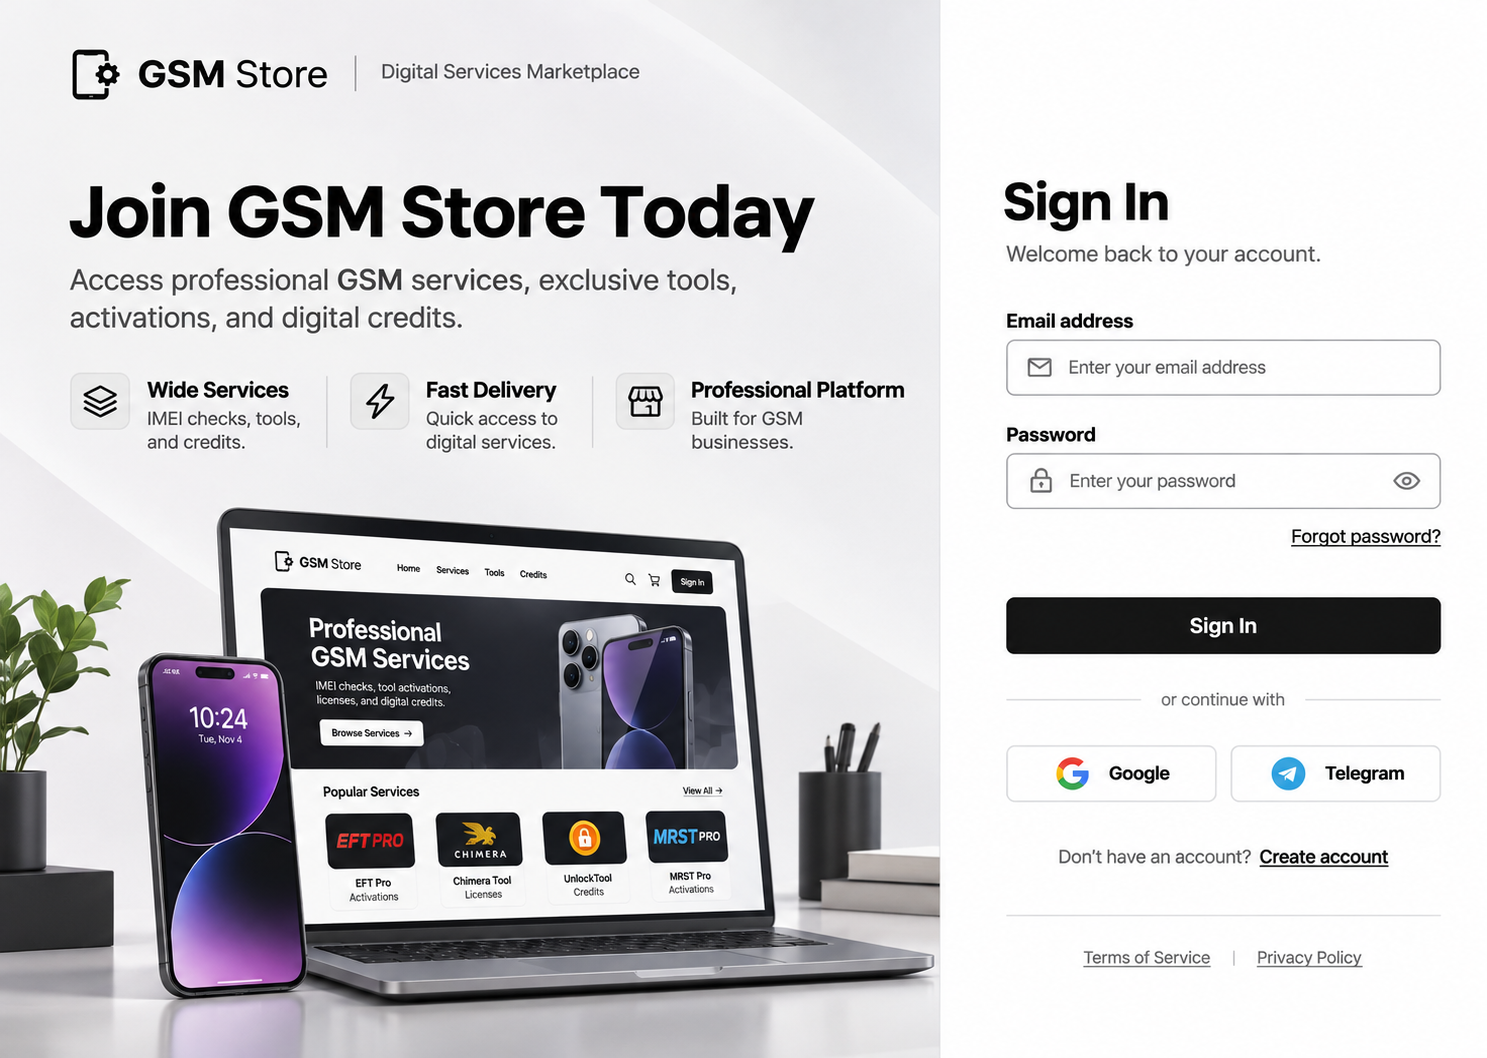 GSM Store
Digital Services Marketplace
Join GSM Store Today
Access professional GSM services, exclusive tools,
activations, and digital credits.
Wide Services
IMEI checks, tools,
and credits.
Fast Delivery
Quick access to
digital services.
Professional Platform
Built for GSM
businesses.
GSM Store
Home
Services
Tools
Credits
Sign In
Professional
GSM Services
IMEI checks, tool activations,
licenses, and digital credits.
Browse Services →
Popular Services
View All →
EFT PRO
CHIMERA
MRST PRO
EFT Pro
Activations
Chimera Tool
Licenses
UnlockTool
Credits
MRST Pro
Activations
10:24
Tue, Nov 4
Sign In
Welcome back to your account.
Email address
Enter your email address
Password
Enter your password
Forgot password?
Sign In
or continue with
Google
Telegram
Don't have an account? Create account
Terms of Service
Privacy Policy